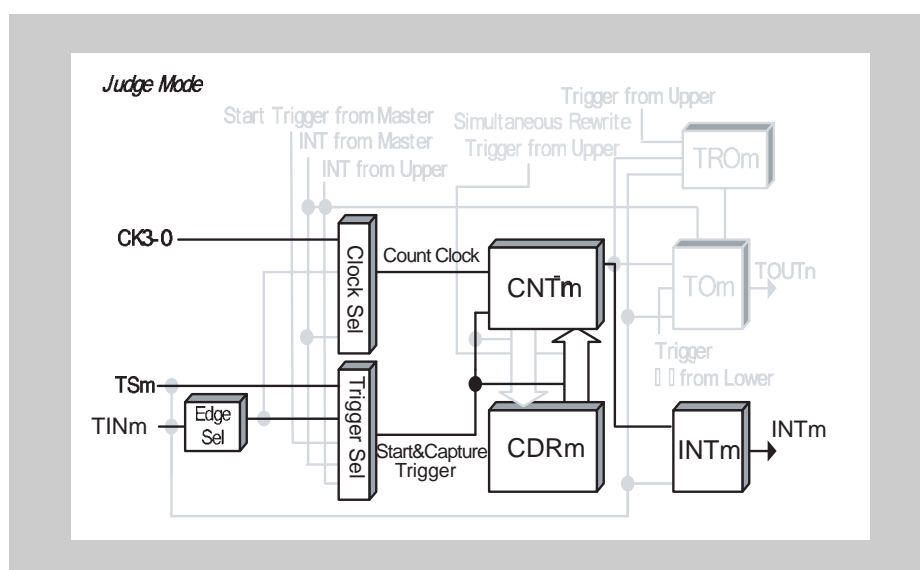 Judge Mode
Trigger from Upper
Start Trigger from Master
Simultaneous Rewrite
INT from Master
Trigger from Upper
INT from Upper
TROm
CK3-0
Clock Sel
Count Clock
CNTm
TOm
TOUTn
Trigger
from Lower
TSm
TINm
Edge
Sel
Trigger Sel
Start&Capture
Trigger
CDRm
INTm
INTm